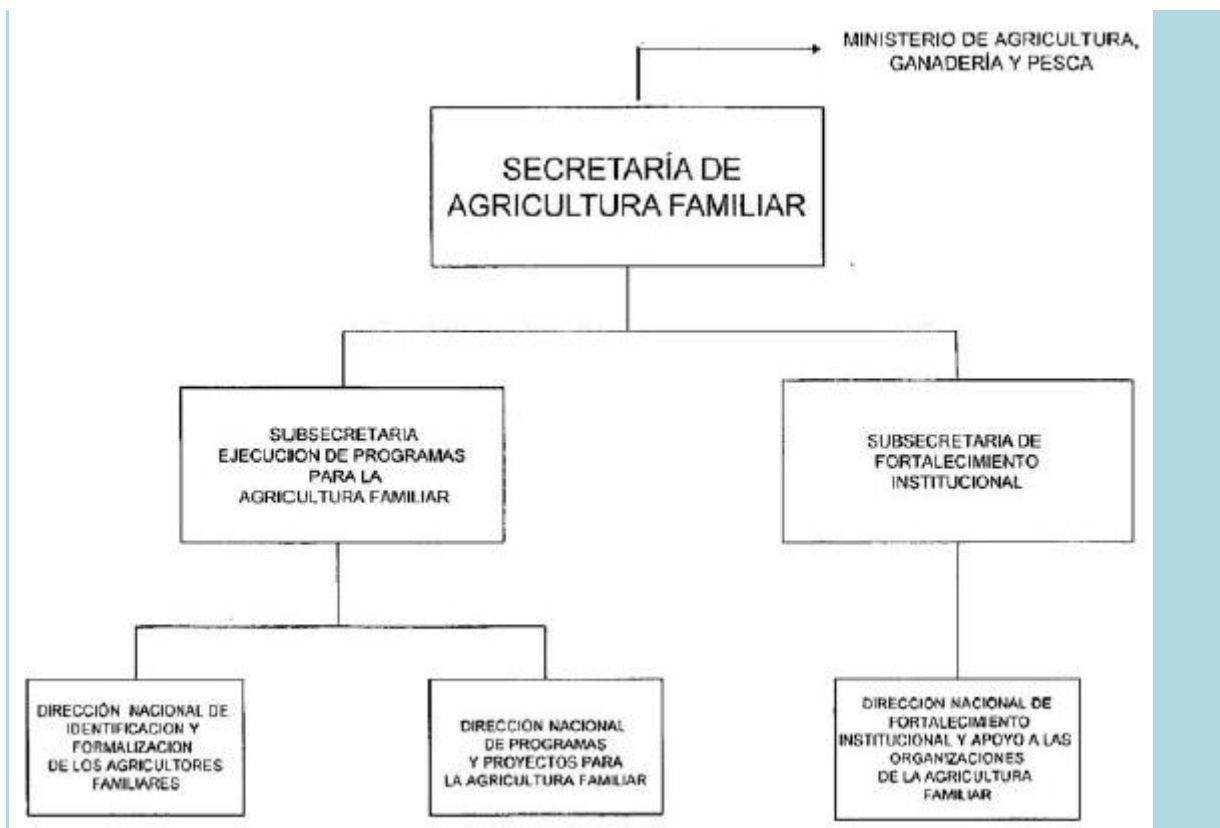 MINISTERIO DE AGRICULTURA,
GANADERÍA Y PESCA
SECRETARÍA DE
AGRICULTURA FAMILIAR
SUBSECRETARIA
EJECUCION DE PROGRAMAS
PARA LA
AGRICULTURA FAMILIAR
SUBSECRETARIA DE
FORTALECIMIENTO
INSTITUCIONAL
DIRECCIÓN NACIONAL DE
IDENTIFICACION Y
FORMALIZACION
DE LOS AGRICULTORES
FAMILIARES
DIRECCION NACIONAL
DE PROGRAMAS
Y PROYECTOS PARA
LA AGRICULTURA FAMILIAR
DIRECCION NACIONAL DE
FORTALECIMIENTO
INSTITUCIONAL Y APOYO A LAS
ORGANIZACIONES
DE LA AGRICULTURA
FAMILIAR